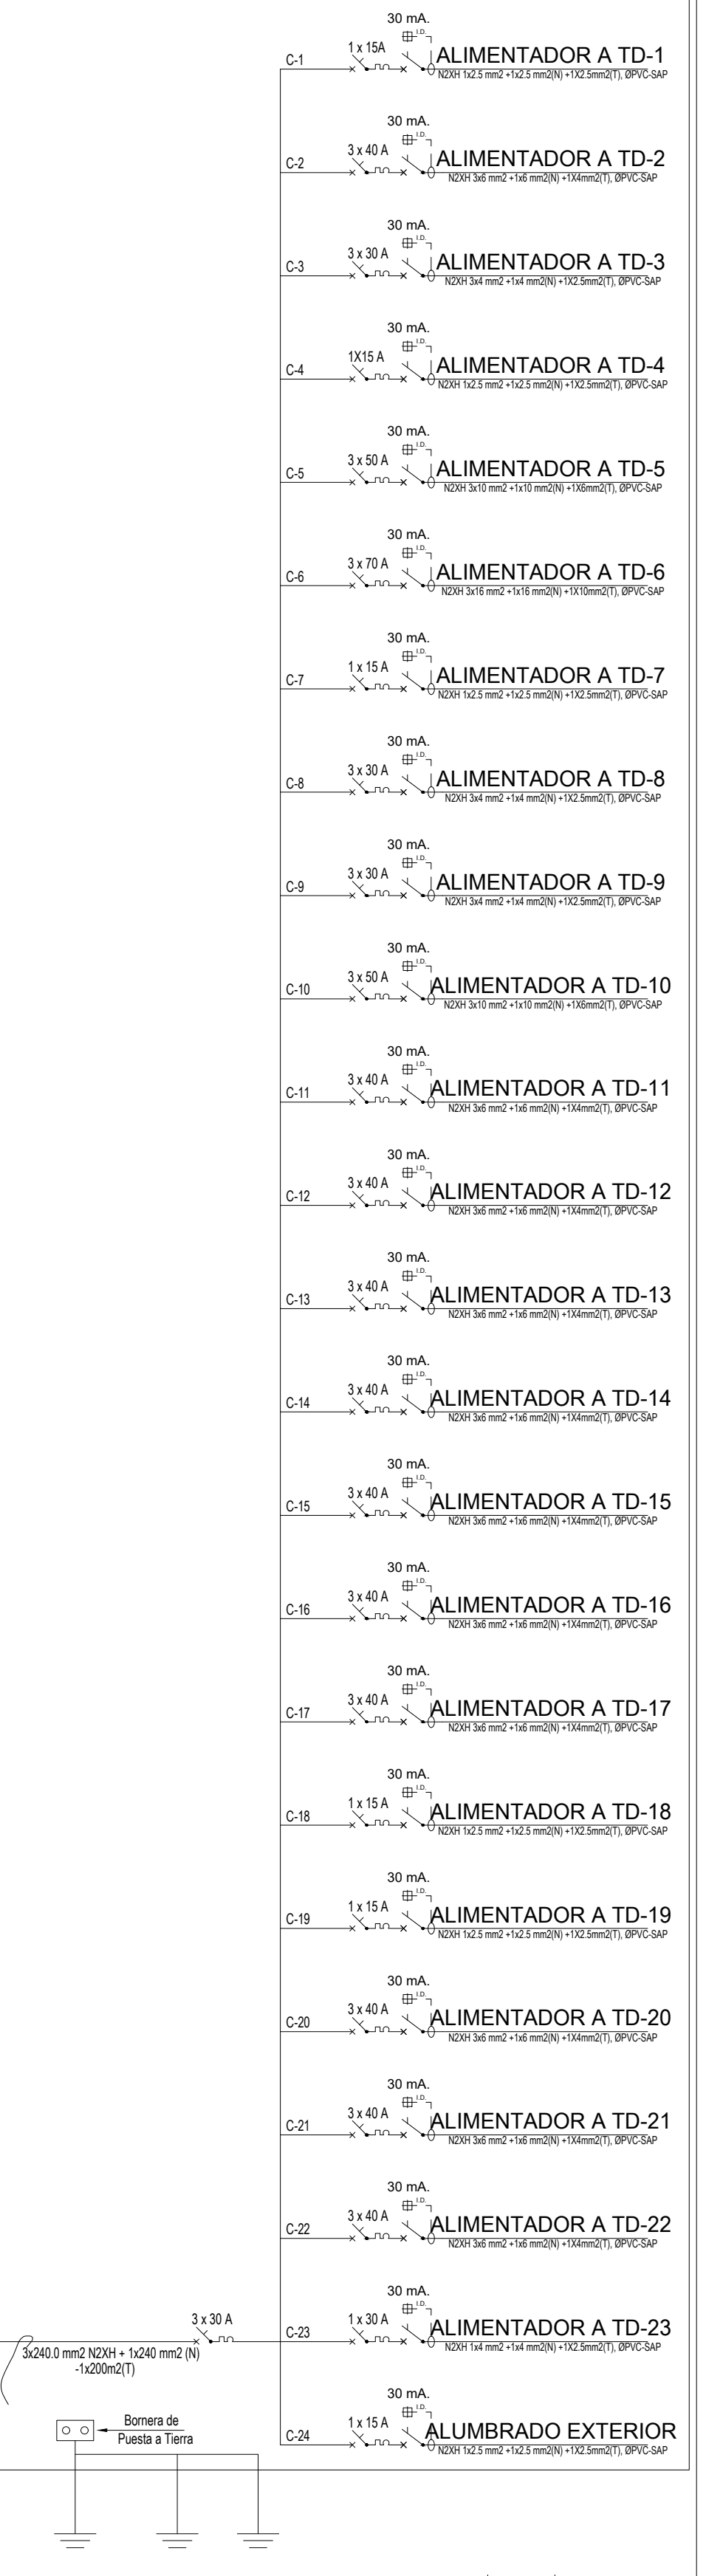 30 mA.
I.D.
C-1
1 x 15A
ALIMENTADOR A TD-1
N2XH 1x2.5 mm2 +1x2.5 mm2(N) +1X2.5mm2(T), ØPVC-SAP
30 mA.
I.D.
C-2
3 x 40 A
ALIMENTADOR A TD-2
N2XH 3x6 mm2 +1x6 mm2(N) +1X4mm2(T), ØPVC-SAP
30 mA.
I.D.
C-3
3 x 30 A
ALIMENTADOR A TD-3
N2XH 3x4 mm2 +1x4 mm2(N) +1X2.5mm2(T), ØPVC-SAP
30 mA.
I.D.
C-4
1X15 A
ALIMENTADOR A TD-4
N2XH 1x2.5 mm2 +1x2.5 mm2(N) +1X2.5mm2(T), ØPVC-SAP
30 mA.
I.D.
C-5
3 x 50 A
ALIMENTADOR A TD-5
N2XH 3x10 mm2 +1x10 mm2(N) +1X6mm2(T), ØPVC-SAP
30 mA.
I.D.
C-6
3 x 70 A
ALIMENTADOR A TD-6
N2XH 3x16 mm2 +1x16 mm2(N) +1X10mm2(T), ØPVC-SAP
30 mA.
I.D.
C-7
1 x 15 A
ALIMENTADOR A TD-7
N2XH 1x2.5 mm2 +1x2.5 mm2(N) +1X2.5mm2(T), ØPVC-SAP
30 mA.
I.D.
C-8
3 x 30 A
ALIMENTADOR A TD-8
N2XH 3x4 mm2 +1x4 mm2(N) +1X2.5mm2(T), ØPVC-SAP
30 mA.
I.D.
C-9
3 x 30 A
ALIMENTADOR A TD-9
N2XH 3x4 mm2 +1x4 mm2(N) +1X2.5mm2(T), ØPVC-SAP
30 mA.
I.D.
C-10
3 x 50 A
ALIMENTADOR A TD-10
N2XH 3x10 mm2 +1x10 mm2(N) +1X6mm2(T), ØPVC-SAP
30 mA.
I.D.
C-11
3 x 40 A
ALIMENTADOR A TD-11
N2XH 3x6 mm2 +1x6 mm2(N) +1X4mm2(T), ØPVC-SAP
30 mA.
I.D.
C-12
3 x 40 A
ALIMENTADOR A TD-12
N2XH 3x6 mm2 +1x6 mm2(N) +1X4mm2(T), ØPVC-SAP
30 mA.
I.D.
C-13
3 x 40 A
ALIMENTADOR A TD-13
N2XH 3x6 mm2 +1x6 mm2(N) +1X4mm2(T), ØPVC-SAP
30 mA.
I.D.
C-14
3 x 40 A
ALIMENTADOR A TD-14
N2XH 3x6 mm2 +1x6 mm2(N) +1X4mm2(T), ØPVC-SAP
30 mA.
I.D.
C-15
3 x 40 A
ALIMENTADOR A TD-15
N2XH 3x6 mm2 +1x6 mm2(N) +1X4mm2(T), ØPVC-SAP
30 mA.
I.D.
C-16
3 x 40 A
ALIMENTADOR A TD-16
N2XH 3x6 mm2 +1x6 mm2(N) +1X4mm2(T), ØPVC-SAP
30 mA.
I.D.
C-17
3 x 40 A
ALIMENTADOR A TD-17
N2XH 3x6 mm2 +1x6 mm2(N) +1X4mm2(T), ØPVC-SAP
30 mA.
I.D.
C-18
1 x 15 A
ALIMENTADOR A TD-18
N2XH 1x2.5 mm2 +1x2.5 mm2(N) +1X2.5mm2(T), ØPVC-SAP
30 mA.
I.D.
C-19
1 x 15 A
ALIMENTADOR A TD-19
N2XH 1x2.5 mm2 +1x2.5 mm2(N) +1X2.5mm2(T), ØPVC-SAP
30 mA.
I.D.
C-20
3 x 40 A
ALIMENTADOR A TD-20
N2XH 3x6 mm2 +1x6 mm2(N) +1X4mm2(T), ØPVC-SAP
30 mA.
I.D.
C-21
3 x 40 A
ALIMENTADOR A TD-21
N2XH 3x6 mm2 +1x6 mm2(N) +1X4mm2(T), ØPVC-SAP
30 mA.
I.D.
C-22
3 x 40 A
ALIMENTADOR A TD-22
N2XH 3x6 mm2 +1x6 mm2(N) +1X4mm2(T), ØPVC-SAP
30 mA.
I.D.
3 x 30 A
C-23
1 x 30 A
ALIMENTADOR A TD-23
N2XH 1x4 mm2 +1x4 mm2(N) +1X2.5mm2(T), ØPVC-SAP
3x240.0 mm2 N2XH + 1x240 mm2 (N)
-1x200m2(T)
30 mA.
I.D.
C-24
1 x 15 A
ALUMBRADO EXTERIOR
N2XH 1x2.5 mm2 +1x2.5 mm2(N) +1X2.5mm2(T), ØPVC-SAP
Bornera de
Puesta a Tierra